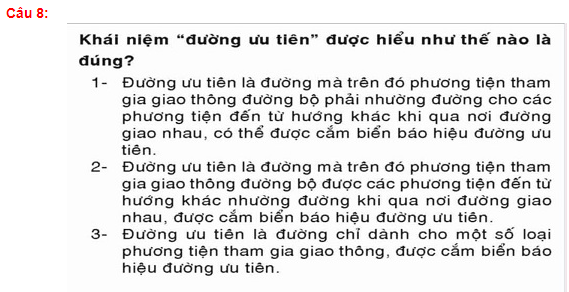 Câu 8:
Khái niệm “đường ưu tiên” được hiểu như thế nào là
đúng?
1- Đường ưu tiên là đường mà trên đó phương tiện tham
gia giao thông đường bộ phải nhường đường cho các
phương tiện đến từ hướng khác khi qua nơi đường
giao nhau, có thể được cắm biển báo hiệu đường ưu
tiên.
2- Đường ưu tiên là đường mà trên đó phương tiện tham
gia giao thông đường bộ được các phương tiện đến từ
hướng khác nhường đường khi qua nơi đường giao
nhau, được cắm biển báo hiệu đường ưu tiên.
3- Đường ưu tiên là đường chỉ dành cho một số loại
phương tiện tham gia giao thông, được cắm biển báo
hiệu đường ưu tiên.